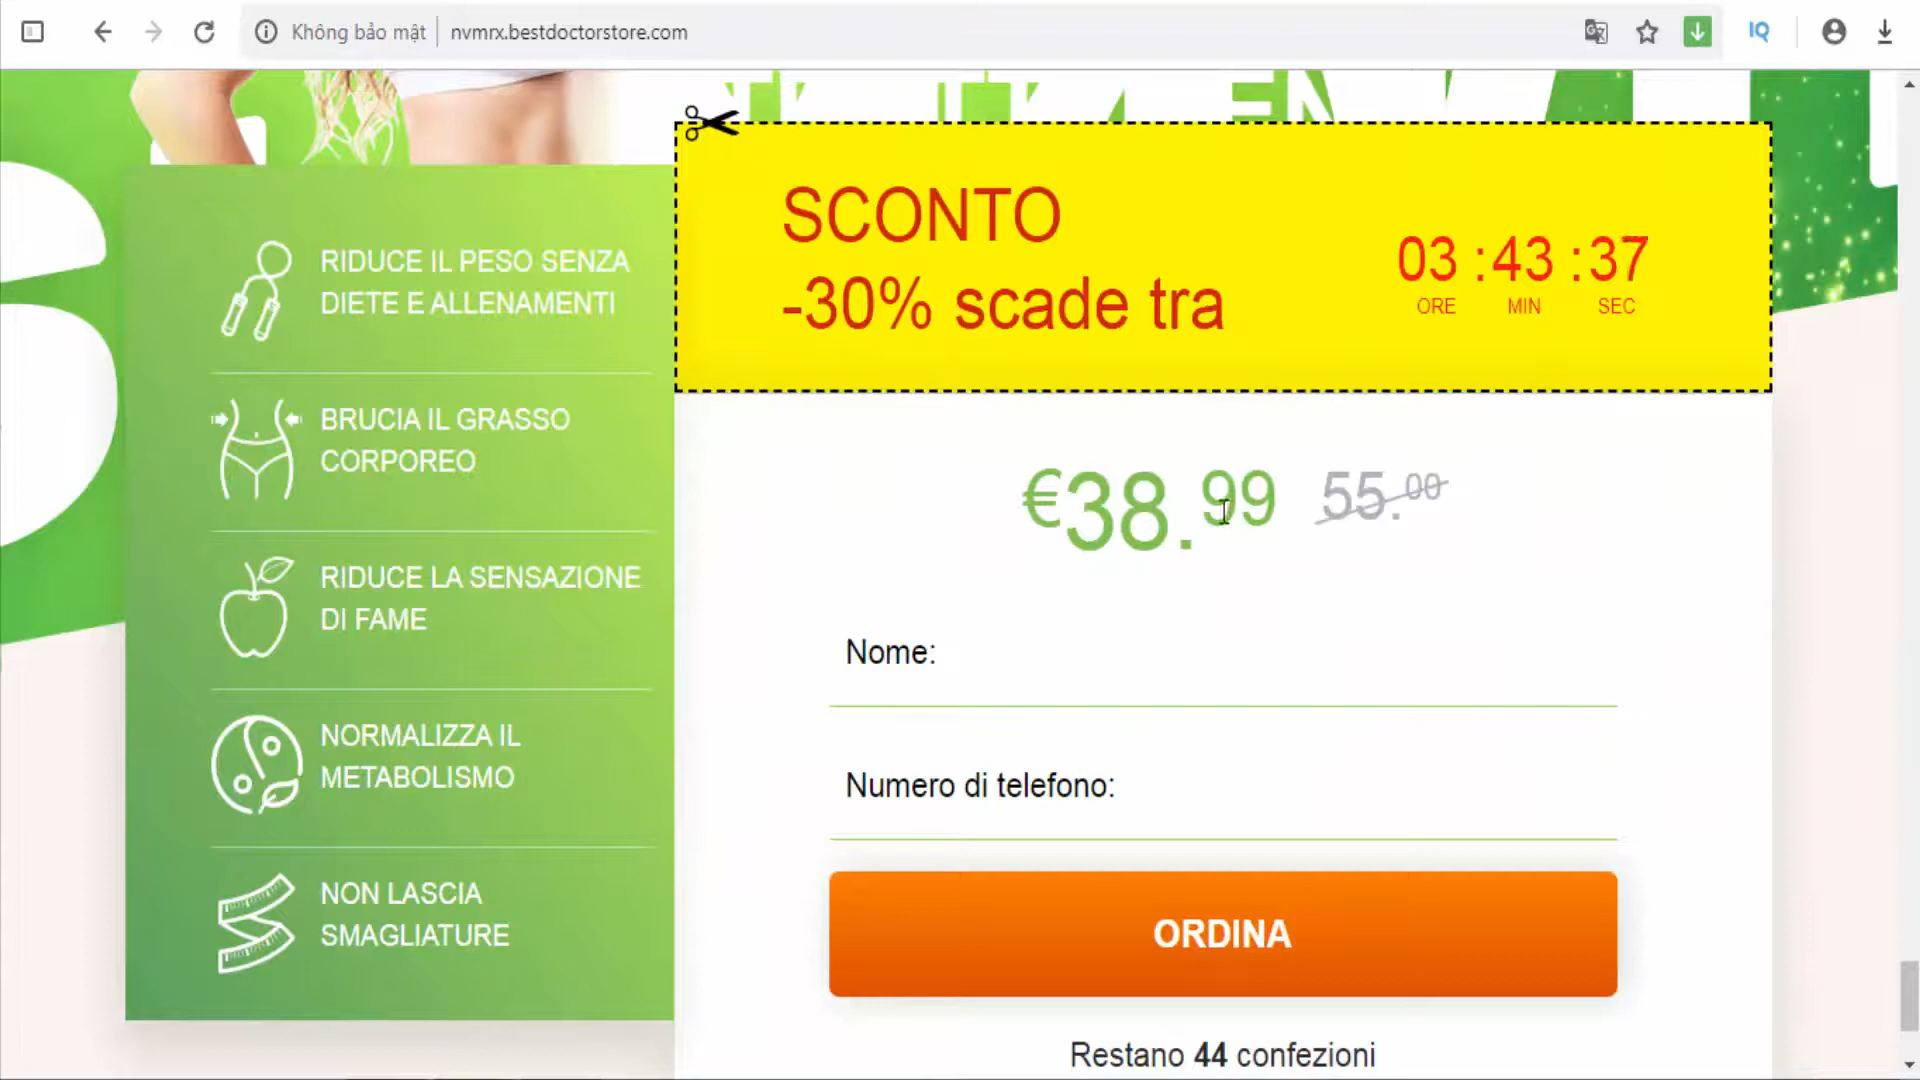 Không bảo mật
nvmrx.bestdoctorstore.com
IQ
SCONTO
-30% scade tra
03 : 43 : 37
ORE MIN SEC
RIDUCE IL PESO SENZA
DIETE E ALLENAMENTI
BRUCIA IL GRASSO
CORPOREO
RIDUCE LA SENSAZIONE
DI FAME
NORMALIZZA IL
METABOLISMO
NON LASCIA
SMAGLIATURE
€38.99 55.00
Nome:
Numero di telefono:
ORDINA
Restano 44 confezioni